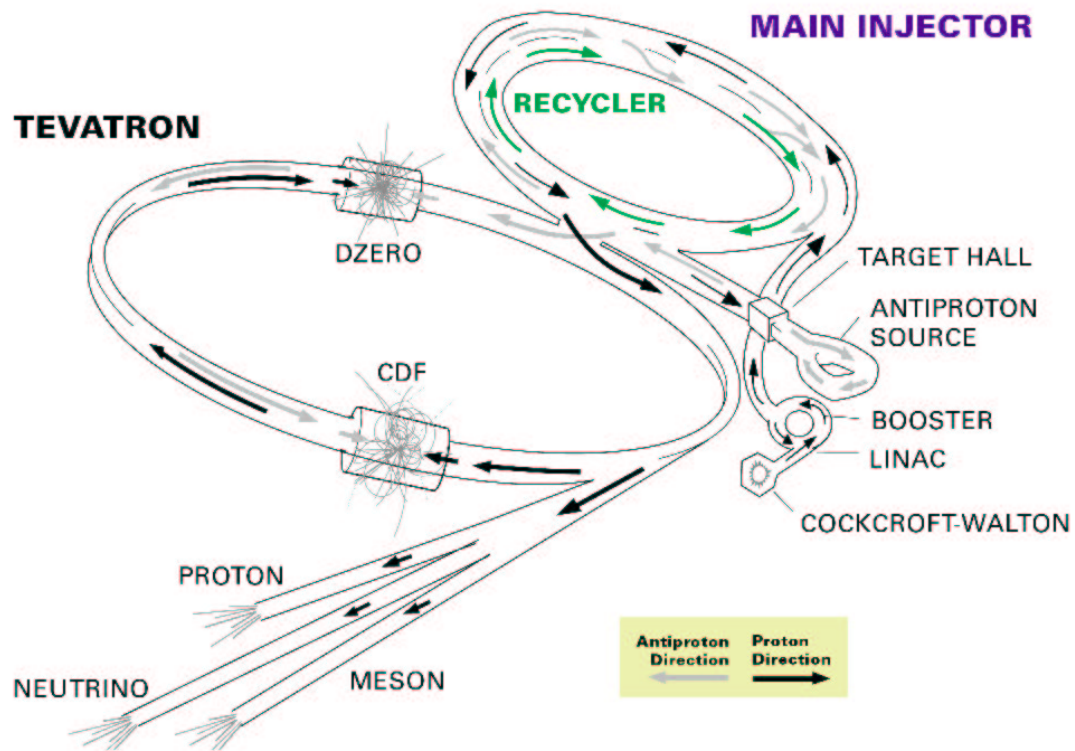 MAIN INJECTOR
RECYCLER
TEVATRON
DZERO
TARGET HALL
ANTIPROTON
SOURCE
CDF
BOOSTER
LINAC
COCKCROFT-WALTON
PROTON
NEUTRINO
MESON
Antiproton
Direction
Proton
Direction